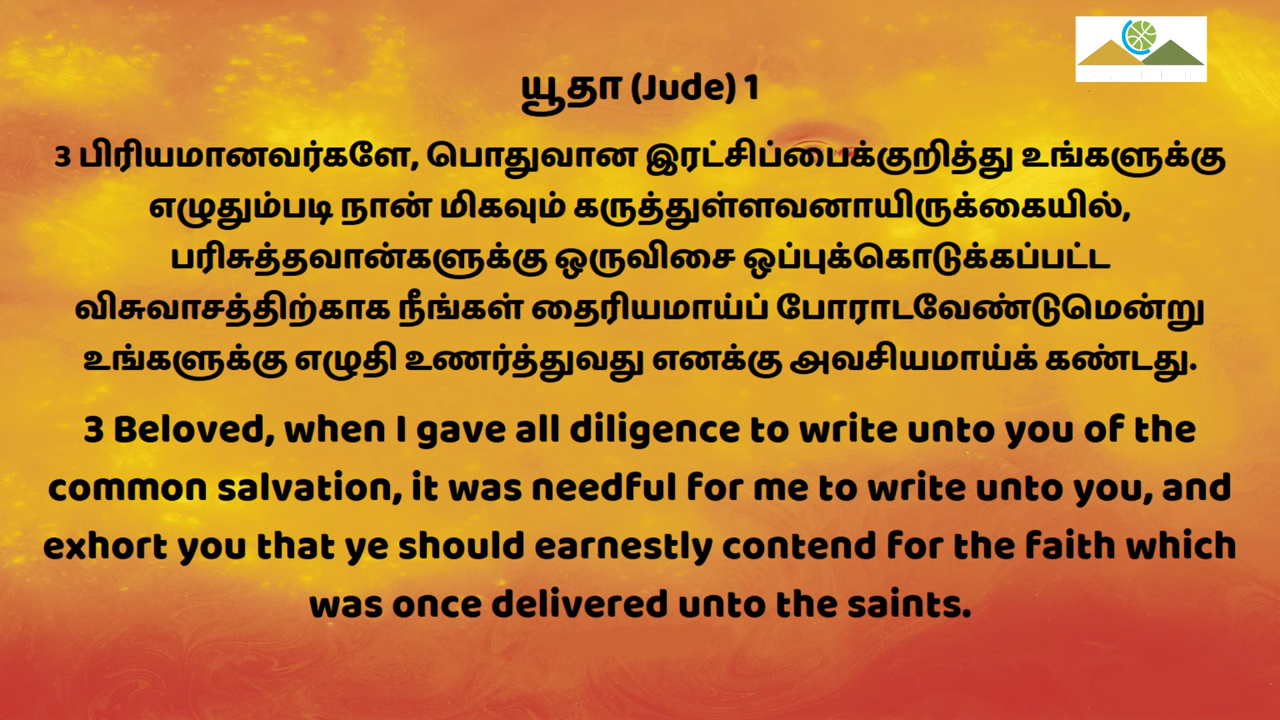 யூதா (Jude) 1
3 பிரியமானவர்களே, பொதுவான இரட்சிப்பைக்குறித்து உங்களுக்கு
எழுதும்படி நான் மிகவும் கருத்துள்ளவனாயிருக்கையில்,
பரிசுத்தவான்களுக்கு ஒருவிசை ஒப்புக்கொடுக்கப்பட்ட
விசுவாசத்திற்காக நீங்கள் தைரியமாய்ப் போராடவேண்டுமென்று
உங்களுக்கு எழுதி உணர்த்துவது எனக்கு அவசியமாய்க் கண்டது.
3 Beloved, when I gave all diligence to write unto you of the
common salvation, it was needful for me to write unto you, and
exhort you that ye should earnestly contend for the faith which
was once delivered unto the saints.